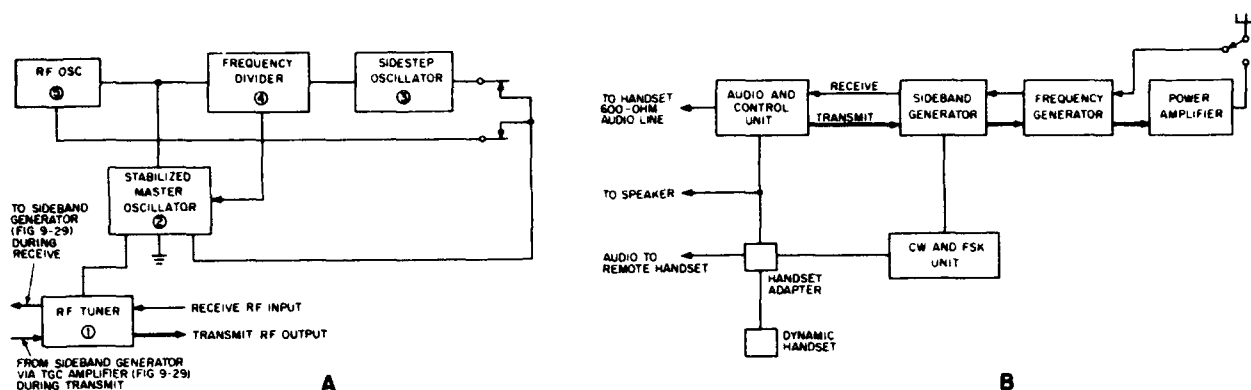 RF OSC
⑤
FREQUENCY
DIVIDER
④
SIDESTEP
OSCILLATOR
③
STABILIZED
MASTER
OSCILLATOR
②
TO SIDEBAND
GENERATOR
(FIG 9-29)
DURING
RECEIVE
RF TUNER
①
RECEIVE RF INPUT
TRANSMIT RF OUTPUT
FROM SIDEBAND GENERATOR
VIA TGC AMPLIFIER (FIG 9-29)
DURING TRANSMIT
A
TO HANDSET
600-OHM
AUDIO LINE
AUDIO AND
CONTROL
UNIT
RECEIVE
TRANSMIT
SIDEBAND
GENERATOR
FREQUENCY
GENERATOR
POWER
AMPLIFIER
TO SPEAKER
AUDIO TO
REMOTE HANDSET
HANDSET
ADAPTER
CW AND FSK
UNIT
DYNAMIC
HANDSET
B